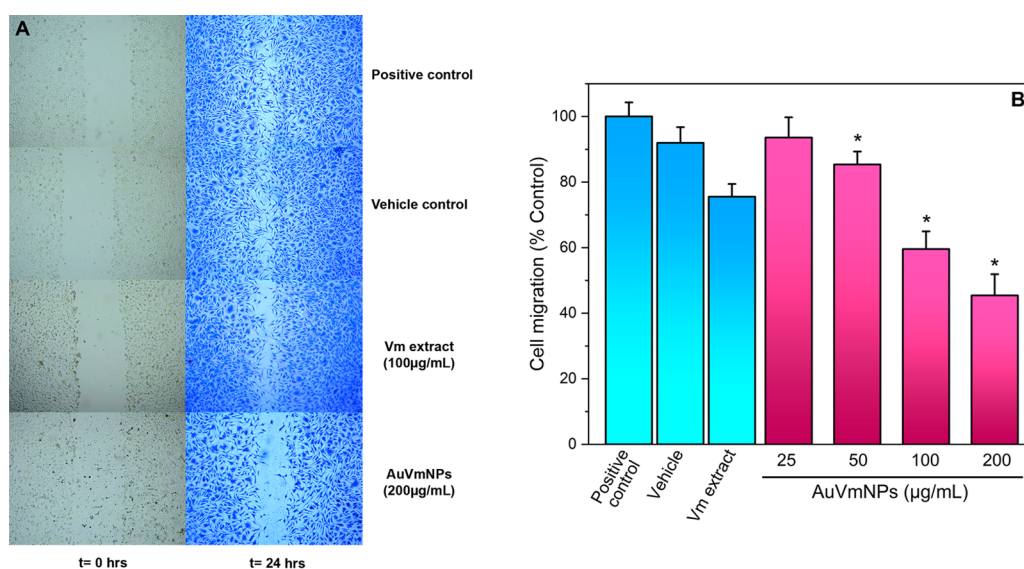 A
Positive control
Vehicle control
Vm extract
(100µg/mL)
AuVmNPs
(200µg/mL)
t= 0 hrs
t= 24 hrs
B
Cell migration (% Control)
100
80
60
40
20
0
*
*
*
Positive
control
Vehicle
Vm extract
25
50
100
200
AuVmNPs (µg/mL)